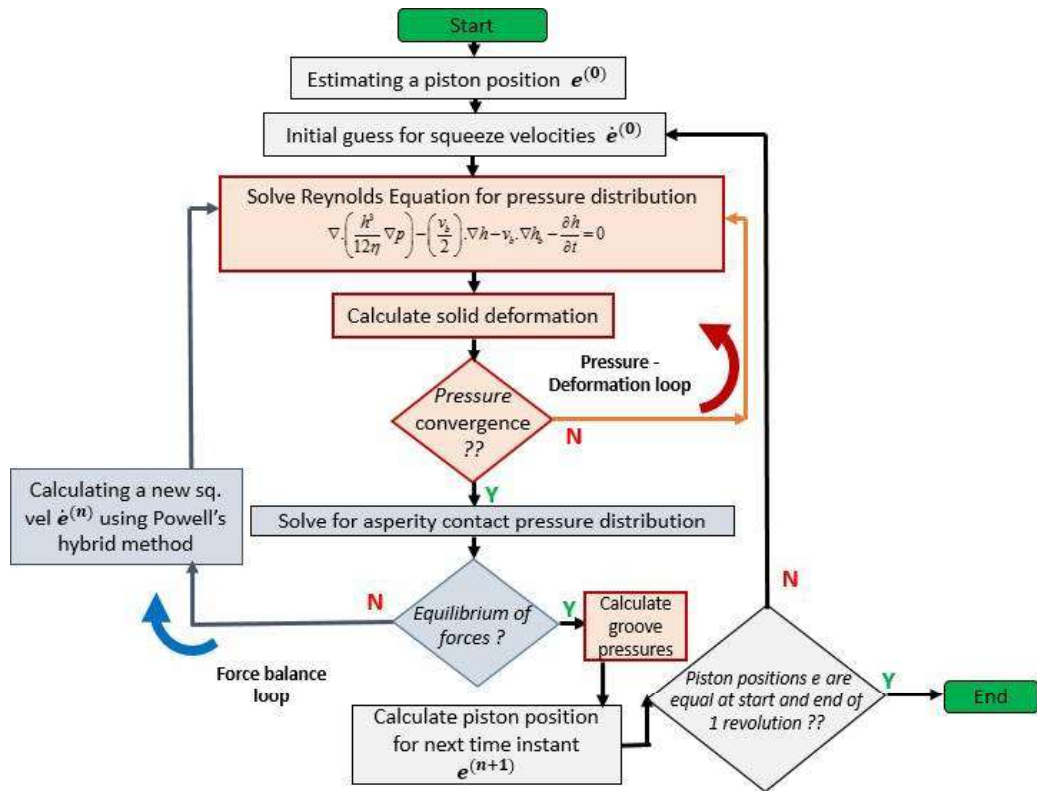 Start
Estimating a piston position e^(0)
Initial guess for squeeze velocities ė^(0)
Solve Reynolds Equation for pressure distribution
∇.(h³/12η ∇p)−(v_b/2).∇h−v_b.∇h_b−∂h/∂t=0
Calculate solid deformation
Pressure -
Deformation loop
Pressure
convergence
??
N
Y
Calculating a new sq.
vel ė^(n) using Powell's
hybrid method
Solve for asperity contact pressure distribution
N
Equilibrium of
forces ?
Y
Calculate
groove
pressures
Force balance
loop
Calculate piston position
for next time instant
e^(n+1)
N
Piston positions e are
equal at start and end of
1 revolution ??
Y
End